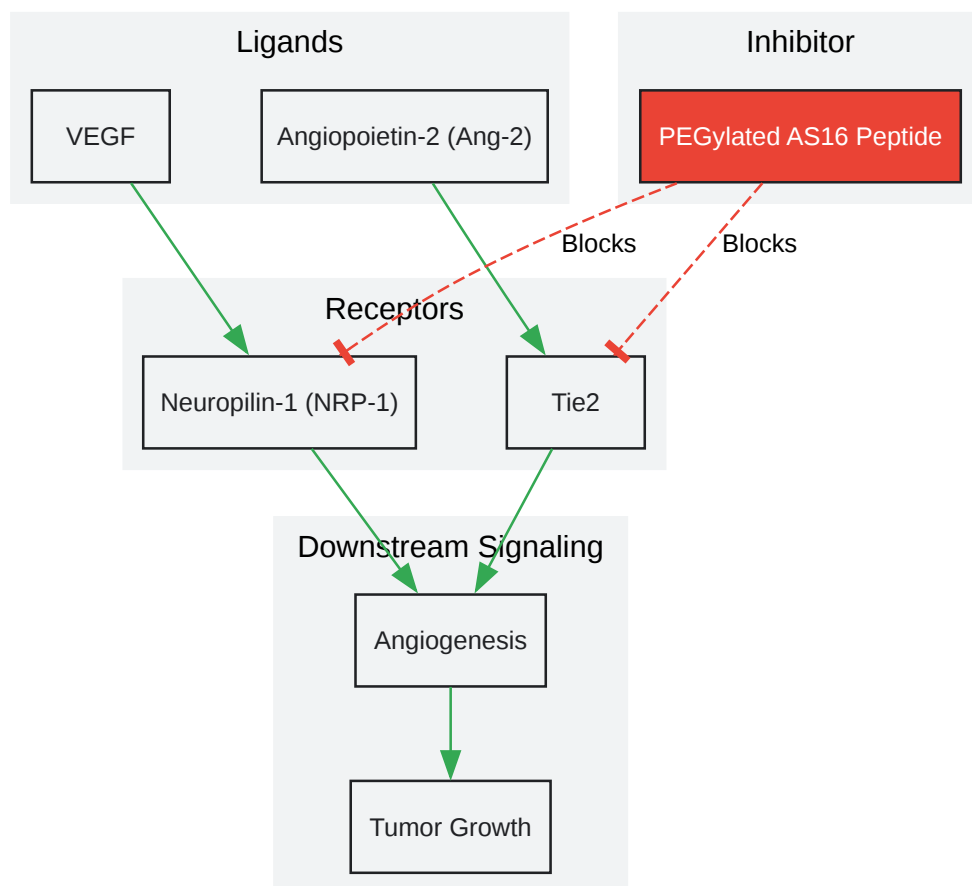 Ligands
Inhibitor
VEGF
Angiopoietin-2 (Ang-2)
PEGylated AS16 Peptide
Blocks
Blocks
Receptors
Neuropilin-1 (NRP-1)
Tie2
Downstream Signaling
Angiogenesis
Tumor Growth